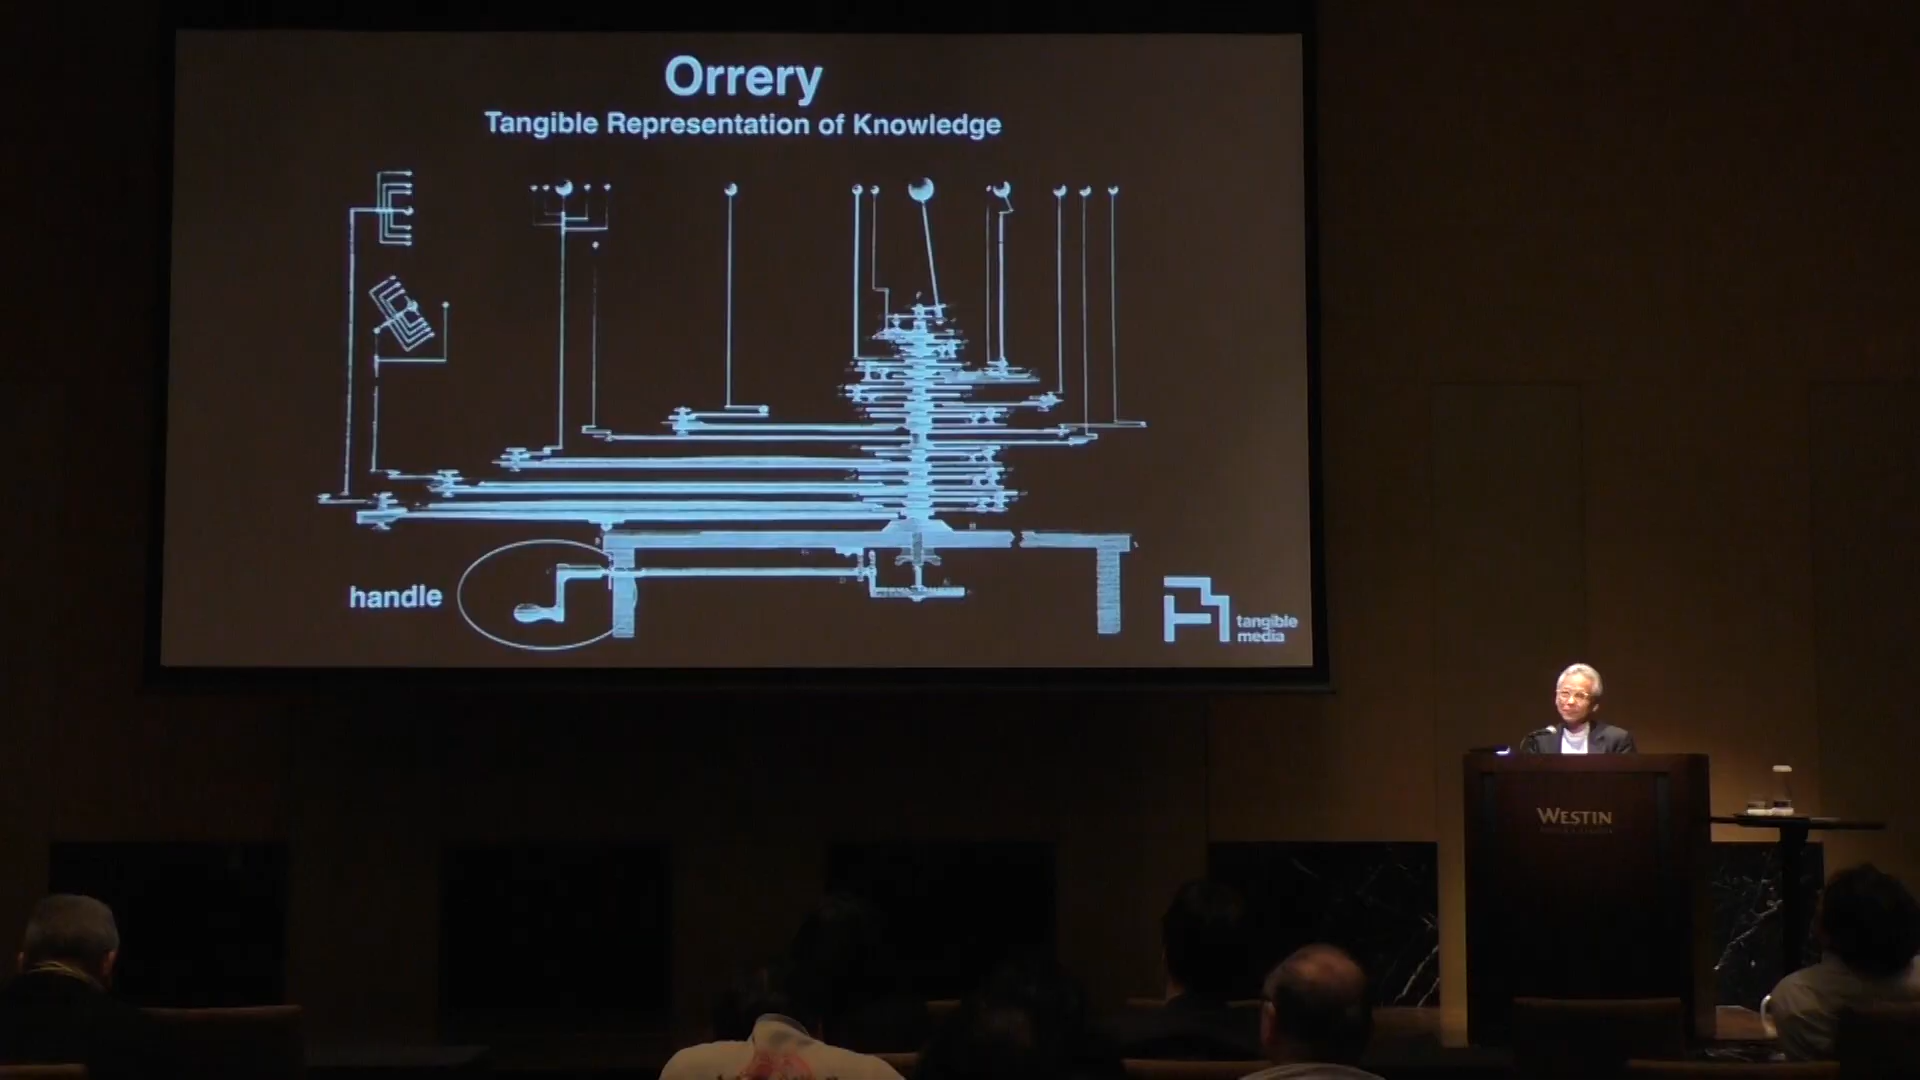 Orrery
Tangible Representation of Knowledge
handle
tangible
media
WESTIN